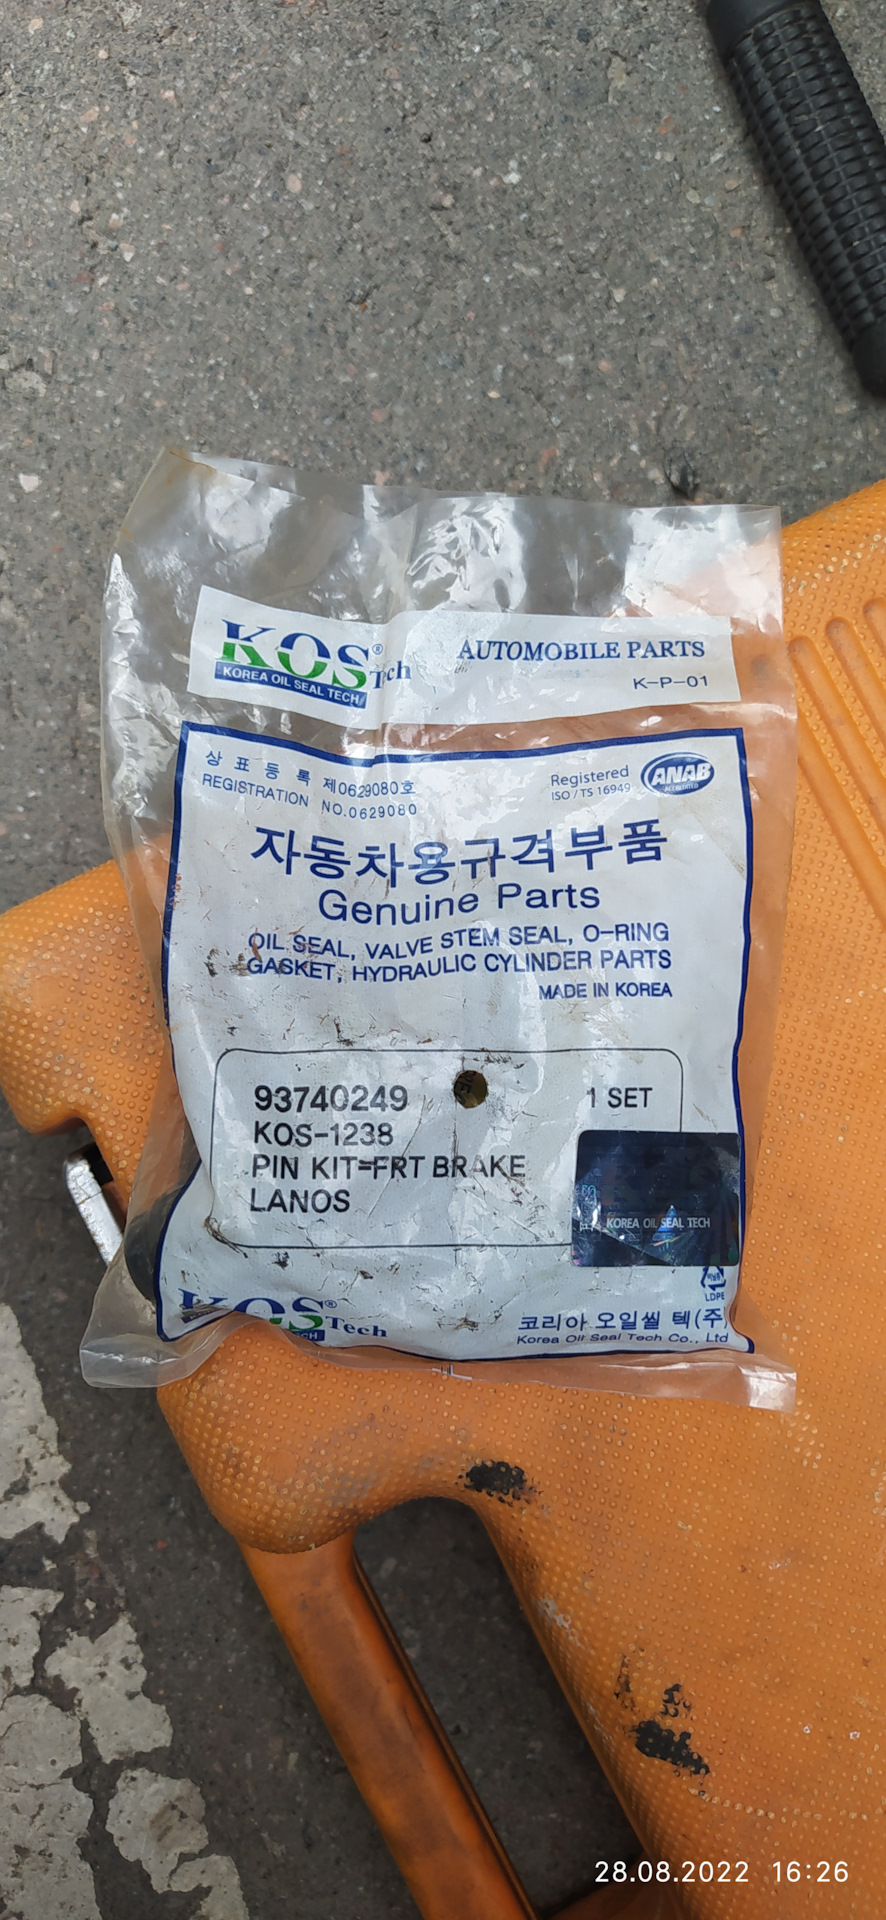 KOS® Tech
KOREA OIL SEAL TECH
AUTOMOBILE PARTS
K-P-01
상표등록 제0629080호
REGISTRATION NO.0629080
Registered
ISO / TS 16949
ANAB
ACCREDITED
자동차용규격부품
Genuine Parts
OIL SEAL, VALVE STEM SEAL, O-RING
GASKET, HYDRAULIC CYLINDER PARTS
MADE IN KOREA
93740249 1 SET
KOS-1238
PIN KIT=FRT BRAKE
LANOS
KOREA OIL SEAL TECH
LDPE
KOS® Tech
TECH
코리아 오일씰 텍(주)
Korea Oil Seal Tech Co., Ltd
28.08.2022 16:26